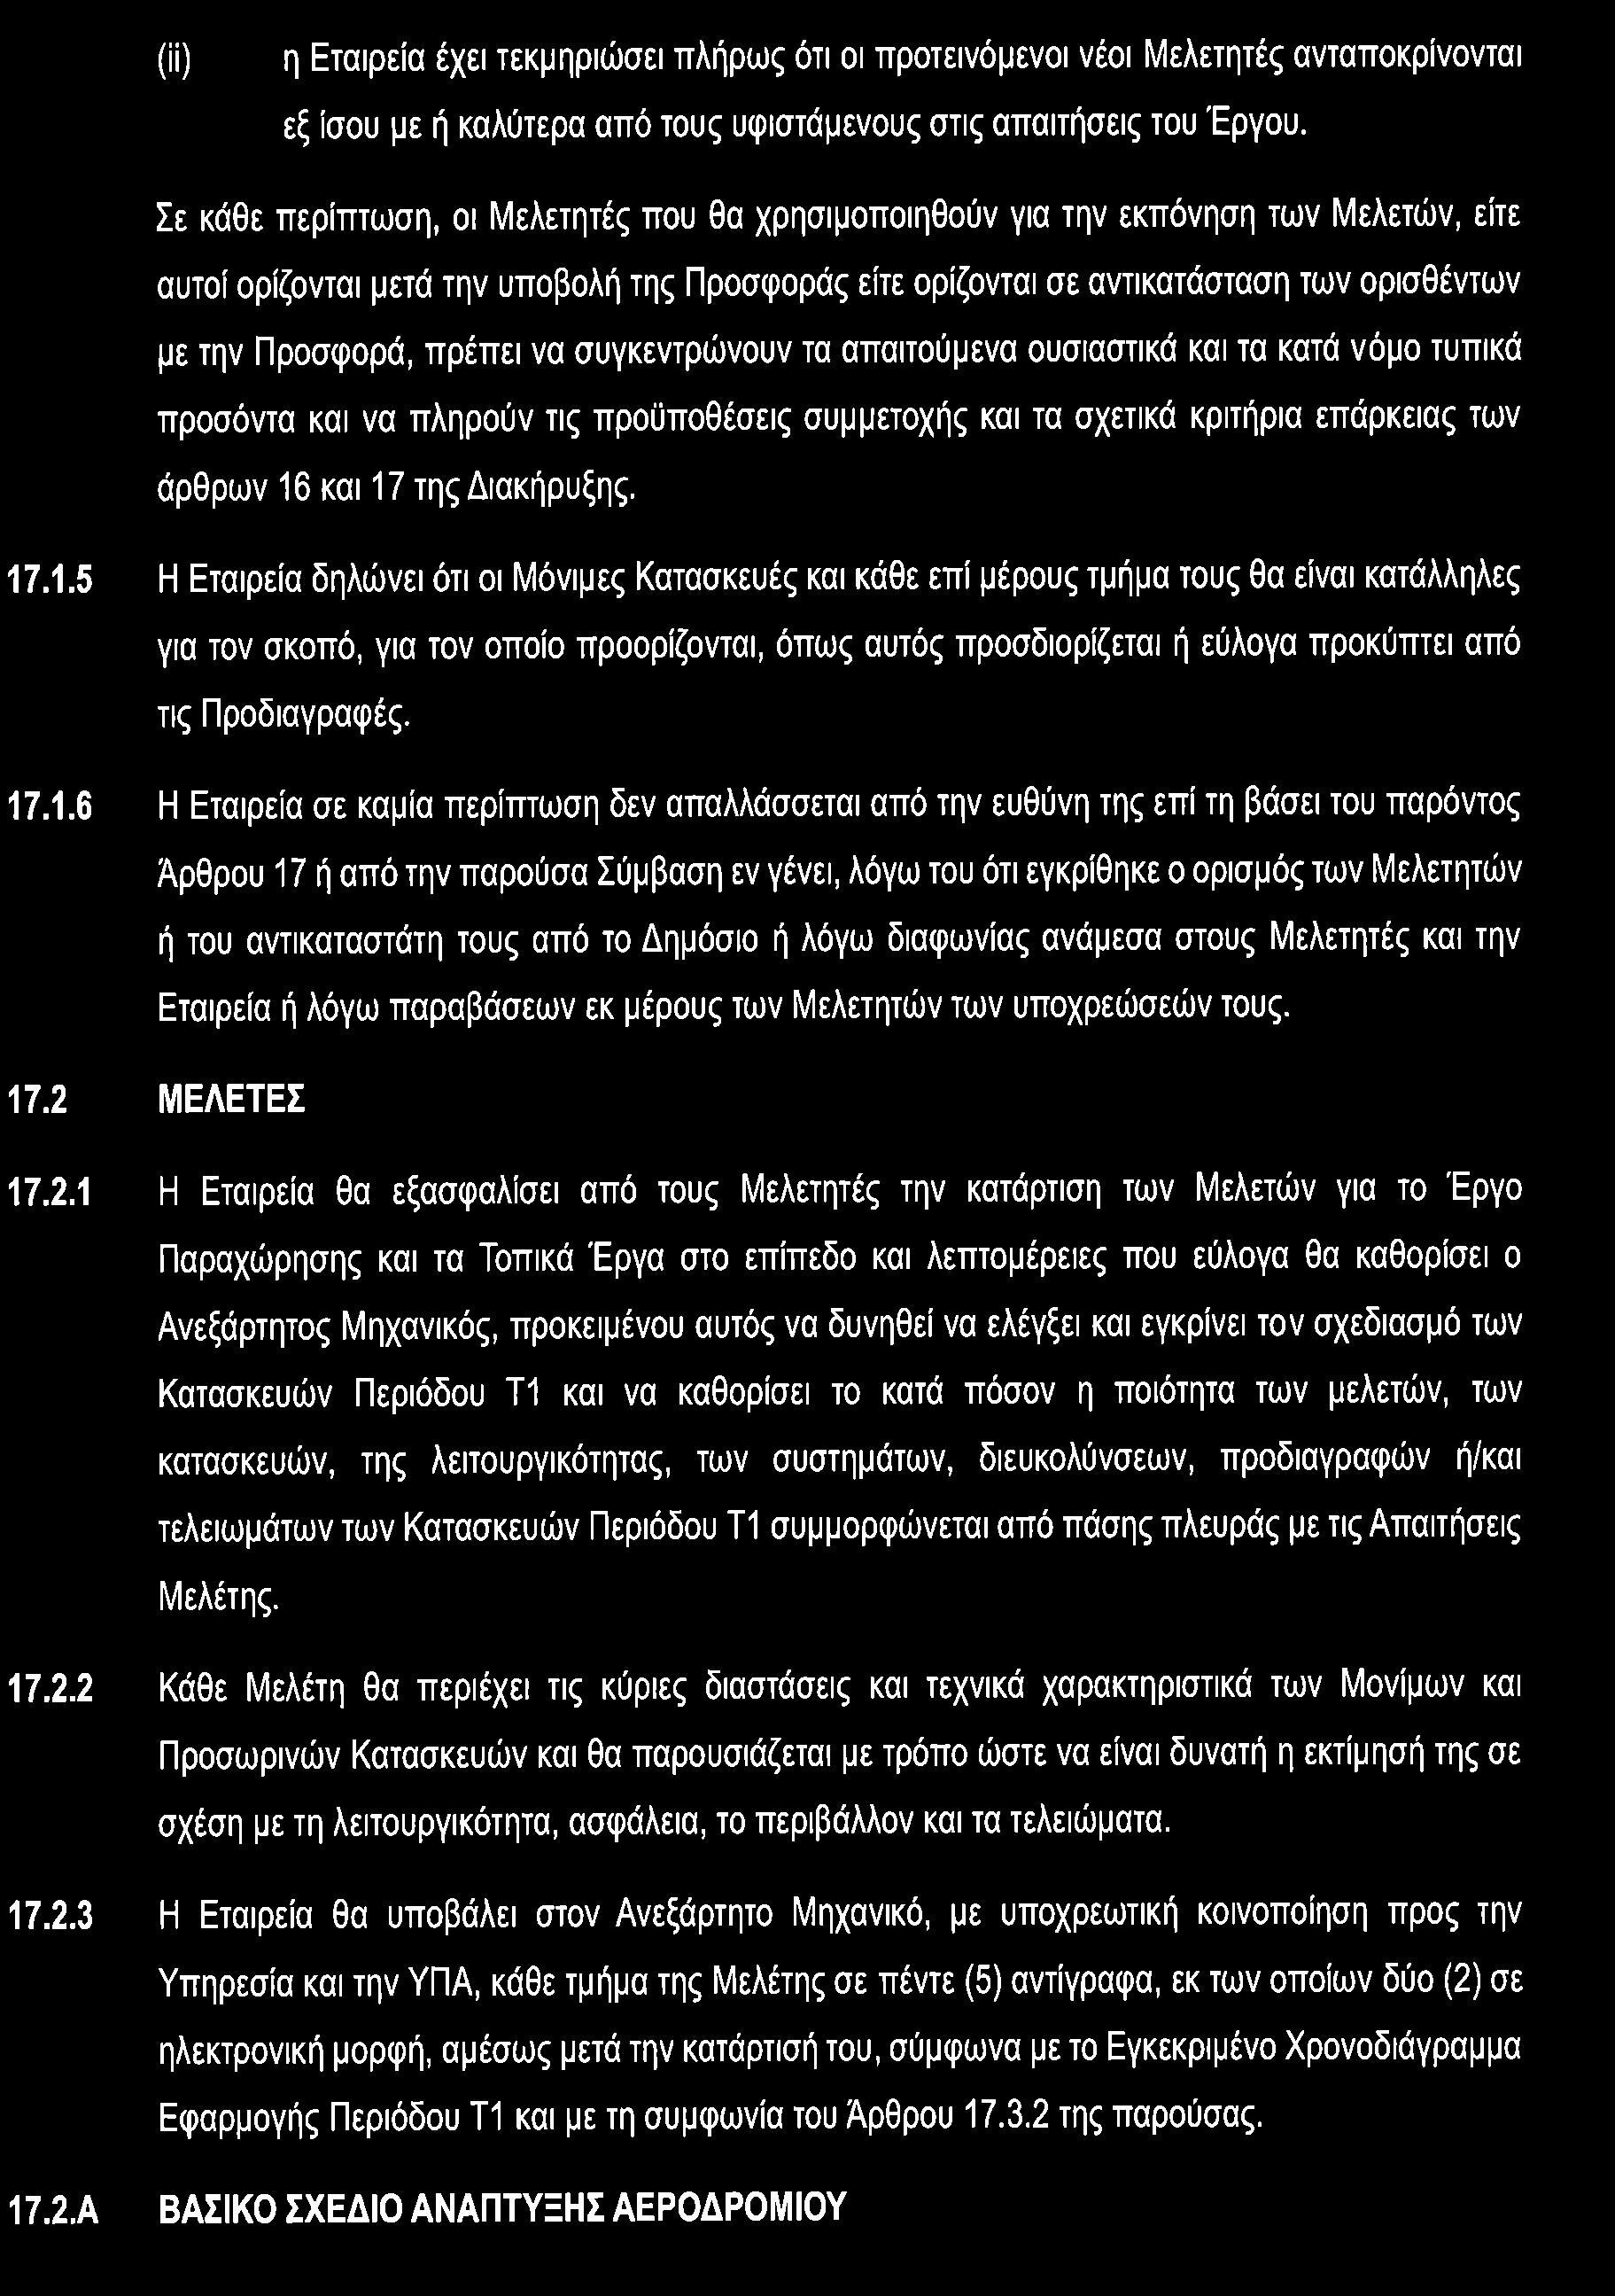 (ii) η Εταιρεία έχει τεκμηριώσει πλήρως ότι οι προτεινόμενοι νέοι Μελετητές ανταποκρίνονται
εξ ίσου με ή καλύτερα από τους υφιστάμενους στις απαιτήσεις του Έργου.
Σε κάθε περίπτωση, οι Μελετητές που θα χρησιμοποιηθούν για την εκπόνηση των Μελετών, είτε
αυτοί ορίζονται μετά την υποβολή της Προσφοράς είτε ορίζονται σε αντικατάσταση των ορισθέντων
με την Προσφορά, πρέπει να συγκεντρώνουν τα απαιτούμενα ουσιαστικά και τα κατά νόμο τυπικά
προσόντα και να πληρούν τις προϋποθέσεις συμμετοχής και τα σχετικά κριτήρια επάρκειας των
άρθρων 16 και 17 της Διακήρυξης.
17.1.5 Η Εταιρεία δηλώνει ότι οι Μόνιμες Κατασκευές και κάθε επί μέρους τμήμα τους θα είναι κατάλληλες
για τον σκοπό, για τον οποίο προορίζονται, όπως αυτός προσδιορίζεται ή εύλογα προκύπτει από
τις Προδιαγραφές.
17.1.6 Η Εταιρεία σε καμία περίπτωση δεν απαλλάσσεται από την ευθύνη της επί τη βάσει του παρόντος
Άρθρου 17 ή από την παρούσα Σύμβαση εν γένει, λόγω του ότι εγκρίθηκε ο ορισμός των Μελετητών
ή του αντικαταστάτη τους από το Δημόσιο ή λόγω διαφωνίας ανάμεσα στους Μελετητές και την
Εταιρεία ή λόγω παραβάσεων εκ μέρους των Μελετητών των υποχρεώσεών τους.
17.2 ΜΕΛΕΤΕΣ
17.2.1 Η Εταιρεία θα εξασφαλίσει από τους Μελετητές την κατάρτιση των Μελετών για το Έργο
Παραχώρησης και τα Τοπικά Έργα στο επίπεδο και λεπτομέρειες που εύλογα θα καθορίσει ο
Ανεξάρτητος Μηχανικός, προκειμένου αυτός να δυνηθεί να ελέγξει και εγκρίνει τον σχεδιασμό των
Κατασκευών Περιόδου Τ1 και να καθορίσει το κατά πόσον η ποιότητα των μελετών, των
κατασκευών, της λειτουργικότητας, των συστημάτων, διευκολύνσεων, προδιαγραφών ή/και
τελειωμάτων των Κατασκευών Περιόδου Τ1 συμμορφώνεται από πάσης πλευράς με τις Απαιτήσεις
Μελέτης.
17.2.2 Κάθε Μελέτη θα περιέχει τις κύριες διαστάσεις και τεχνικά χαρακτηριστικά των Μονίμων και
Προσωρινών Κατασκευών και θα παρουσιάζεται με τρόπο ώστε να είναι δυνατή η εκτίμησή της σε
σχέση με τη λειτουργικότητα, ασφάλεια, το περιβάλλον και τα τελειώματα.
17.2.3 Η Εταιρεία θα υποβάλει στον Ανεξάρτητο Μηχανικό, με υποχρεωτική κοινοποίηση προς την
Υπηρεσία και την ΥΠΑ, κάθε τμήμα της Μελέτης σε πέντε (5) αντίγραφα, εκ των οποίων δύο (2) σε
ηλεκτρονική μορφή, αμέσως μετά την κατάρτισή του, σύμφωνα με το Εγκεκριμένο Χρονοδιάγραμμα
Εφαρμογής Περιόδου Τ1 και με τη συμφωνία του Άρθρου 17.3.2 της παρούσας.
17.2.Α ΒΑΣΙΚΟ ΣΧΕΔΙΟ ΑΝΑΠΤΥΞΗΣ ΑΕΡΟΔΡΟΜΙΟΥ